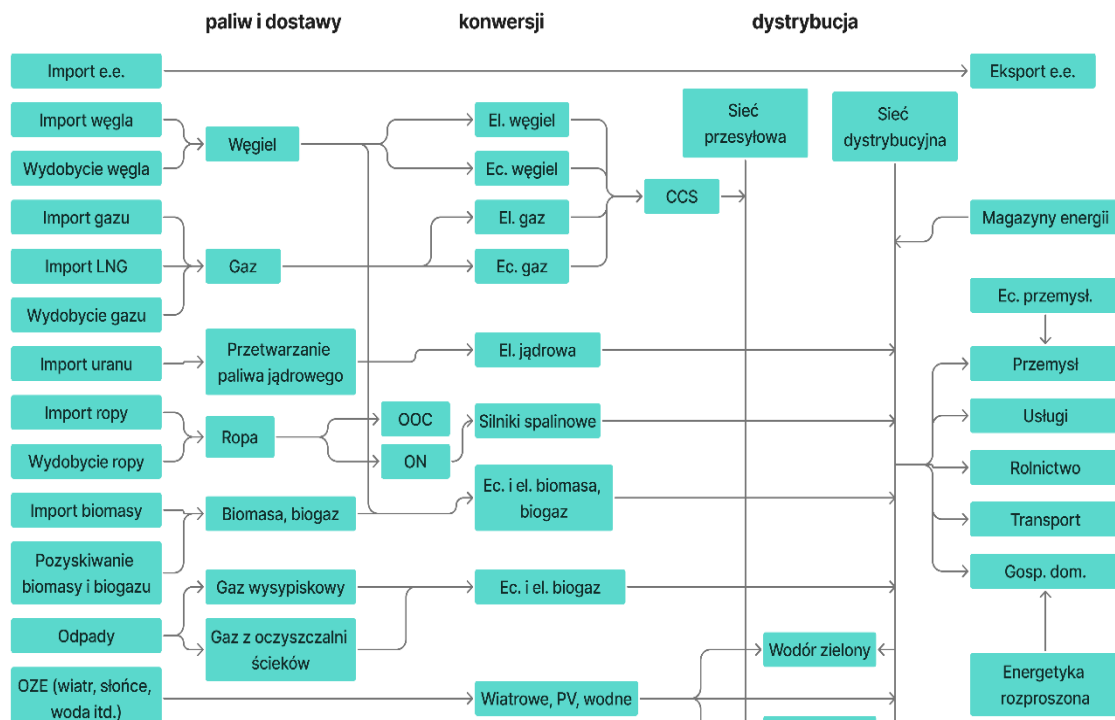 paliw i dostawy
konwersji
dystrybucja
Import e.e.
Eksport e.e.
Import węgla
Wydobycie węgla
Węgiel
El. węgiel
Ec. węgiel
Sieć
przesyłowa
Sieć
dystrybucyjna
Import gazu
Import LNG
Wydobycie gazu
Gaz
El. gaz
Ec. gaz
CCS
Magazyny energii
Ec. przemysł.
Import uranu
Przetwarzanie
paliwa jądrowego
El. jądrowa
Przemysł
Import ropy
Wydobycie ropy
Ropa
OOC
ON
Silniki spalinowe
Usługi
Rolnictwo
Import biomasy
Pozyskiwanie
biomasy i biogazu
Biomasa, biogaz
Ec. i el. biomasa,
biogaz
Transport
Gosp. dom.
Odpady
Gaz wysypiskowy
Gaz z oczyszczalni
ścieków
Ec. i el. biogaz
Wodór zielony
OZE (wiatr, słońce,
woda itd.)
Wiatrowe, PV, wodne
Energetyka
rozproszona